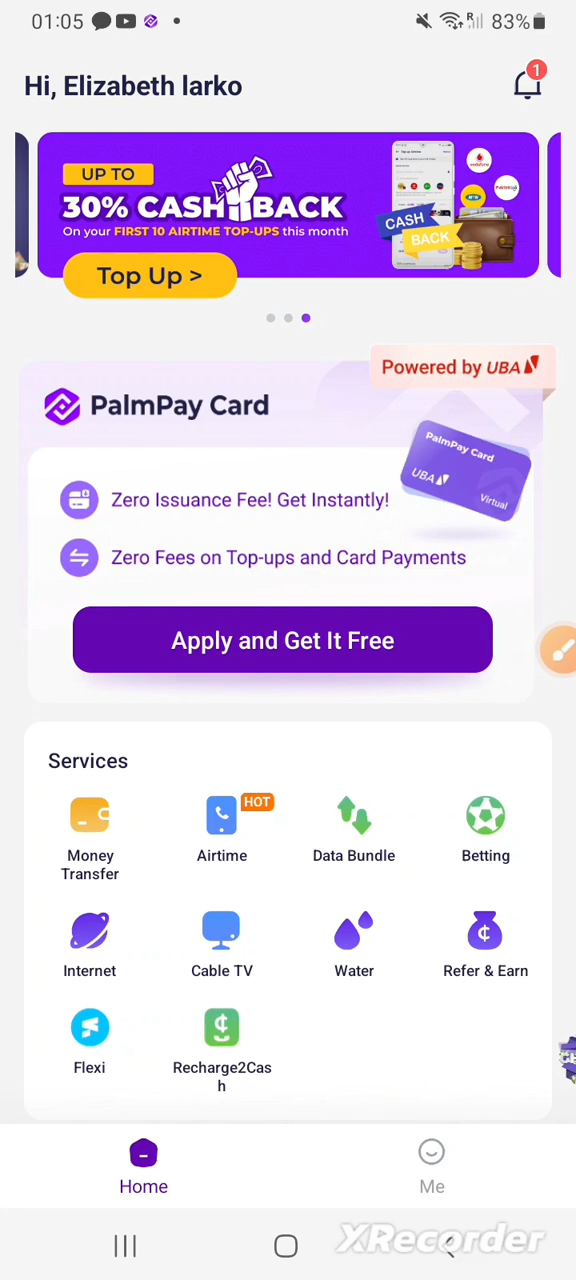 01:05 83%
Hi, Elizabeth larko
1
UP TO
30% CASH BACK
On your FIRST 10 AIRTIME TOP-UPS this month
Top Up >
CASH
BACK
Powered by UBA
PalmPay Card
PalmPay Card
UBA
Virtual
Zero Issuance Fee! Get Instantly!
Zero Fees on Top-ups and Card Payments
Apply and Get It Free
Services
HOT
Money
Transfer
Airtime
Data Bundle
Betting
Internet
Cable TV
Water
Refer & Earn
Flexi
Recharge2Cas
h
Home
Me
XRecorder